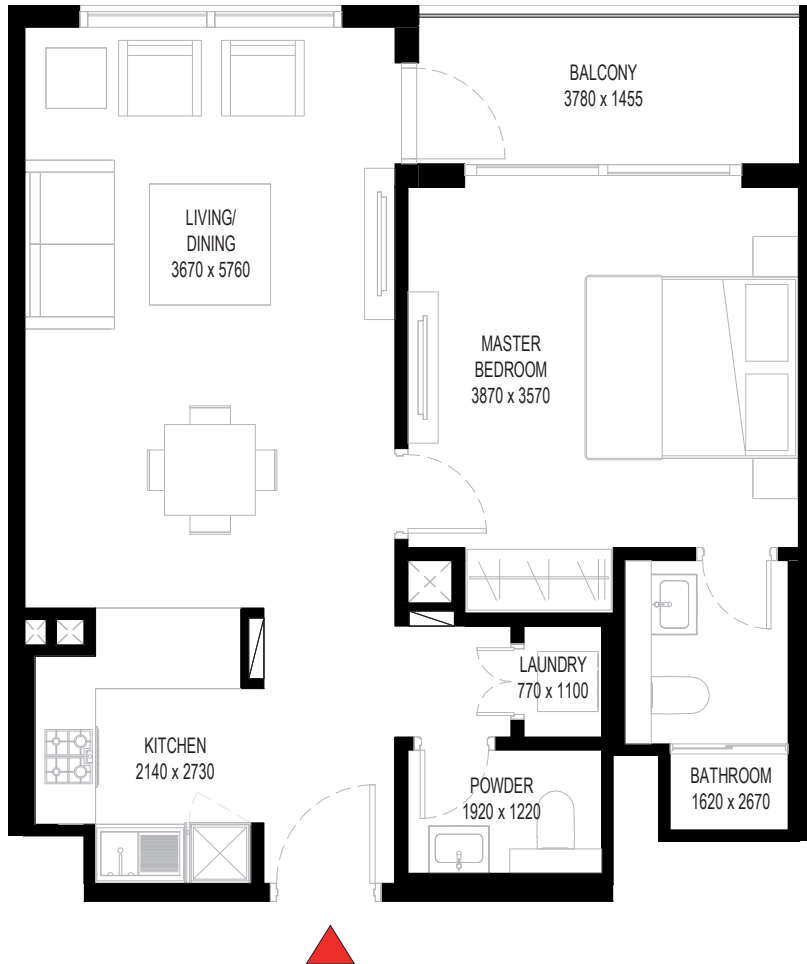 BALCONY
3780 x 1455
LIVING/
DINING
3670 x 5760
MASTER
BEDROOM
3870 x 3570
LAUNDRY
770 x 1100
KITCHEN
2140 x 2730
POWDER
1920 x 1220
BATHROOM
1620 x 2670